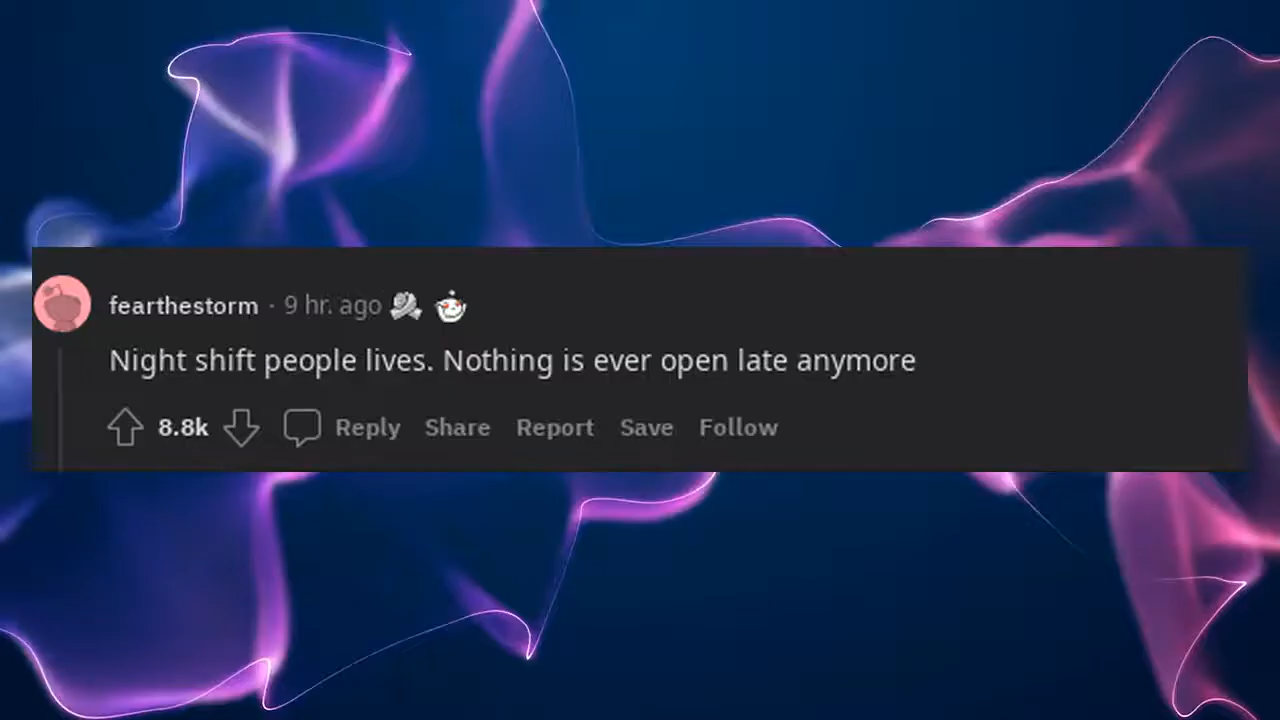 fearthestorm · 9 hr. ago
Night shift people lives. Nothing is ever open late anymore
8.8k Reply Share Report Save Follow